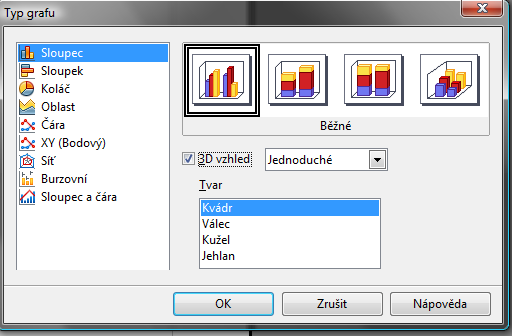 Typ grafu
Sloupec
Sloupek
Koláč
Oblast
Čára
XY (Bodový)
Síť
Burzovní
Sloupec a čára
Běžné
3D vzhled
Jednoduché
Tvar
Kvádr
Válec
Kužel
Jehlan
OK
Zrušit
Nápověda